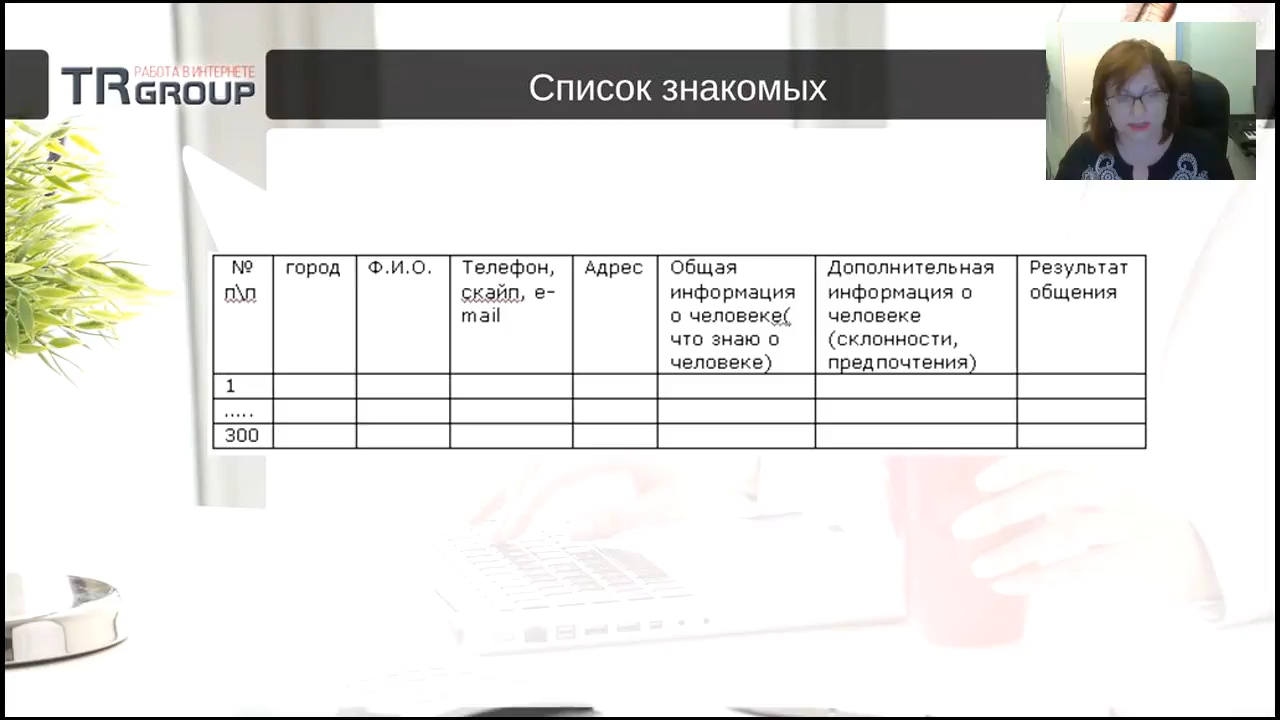 РАБОТА В ИНТЕРНЕТЕ
TR GROUP
Список знакомых
№ п\п
город
Ф.И.О.
Телефон,
скайп, e-
mail
Адрес
Общая
информация
о человеке(
что знаю о
человеке)
Дополнительная
информация о
человеке
(склонности,
предпочтения)
Результат
общения
1
.....
300